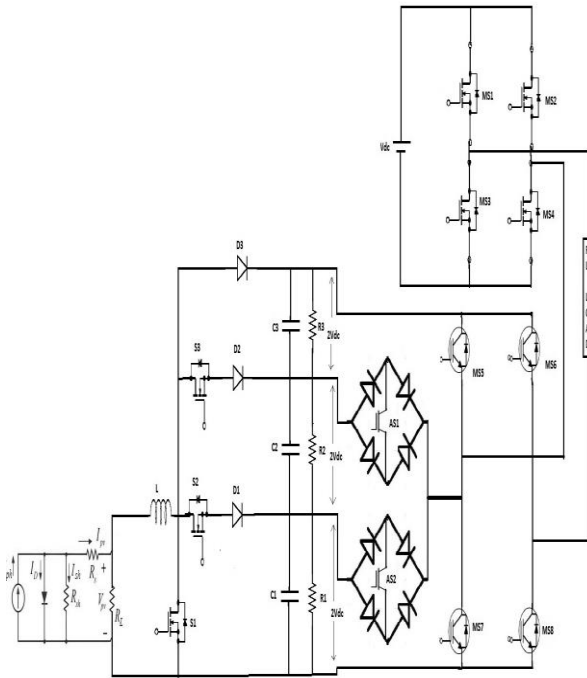 MS1
MS2
Vdc
MS3
MS4
D3
S3
D2
C3
R3
2Vdc
MS5
MS6
L
S2
D1
C2
R2
2Vdc
AS1
ph
I_D
I_sh
R_sh
I_pv
R_s
+
V_pv
-
S1
C1
R1
2Vdc
AS2
MS7
MS8